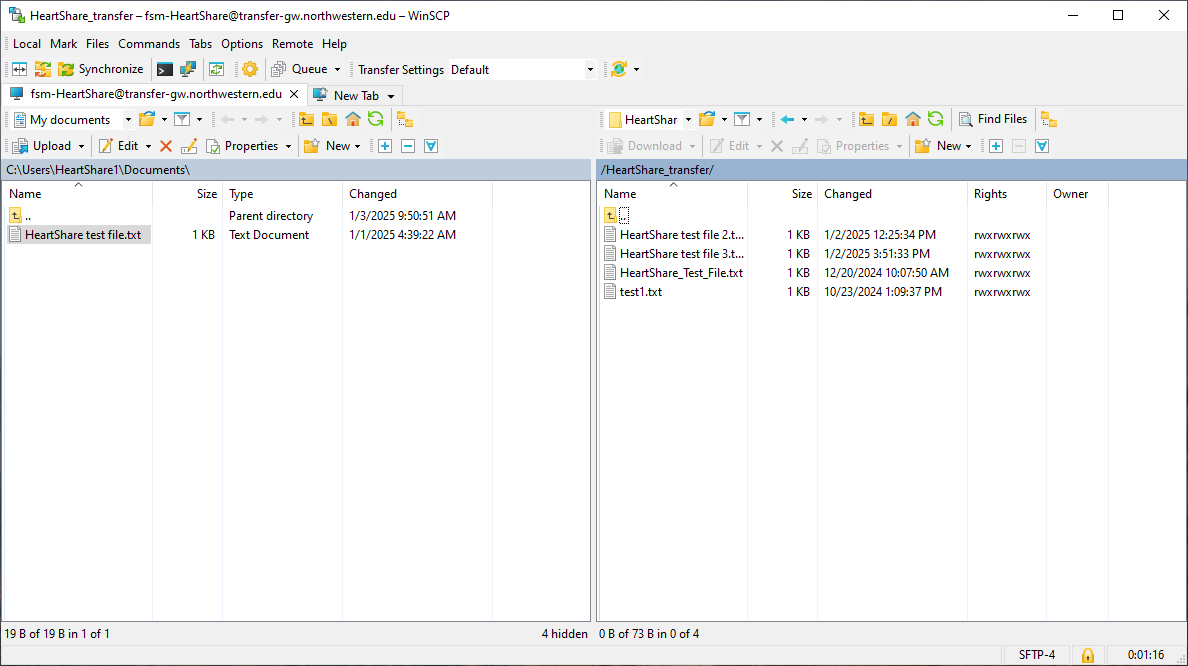 HeartShare_transfer – fsm-HeartShare@transfer-gw.northwestern.edu – WinSCP
Local Mark Files Commands Tabs Options Remote Help
Synchronize Queue Transfer Settings Default
fsm-HeartShare@transfer-gw.northwestern.edu New Tab
My documents HeartShar Find Files
Upload Edit Properties New Download Edit Properties New
C:\Users\HeartShare1\Documents\ /HeartShare_transfer/
Name Size Type Changed Name Size Changed Rights Owner
.. Parent directory 1/3/2025 9:50:51 AM ..
HeartShare test file.txt 1 KB Text Document 1/1/2025 4:39:22 AM HeartShare test file 2.t... 1 KB 1/2/2025 12:25:34 PM rwxrwxrwx
HeartShare test file 3.t... 1 KB 1/2/2025 3:51:33 PM rwxrwxrwx
HeartShare_Test_File.txt 1 KB 12/20/2024 10:07:50 AM rwxrwxrwx
test1.txt 1 KB 10/23/2024 1:09:37 PM rwxrwxrwx
19 B of 19 B in 1 of 1 4 hidden 0 B of 73 B in 0 of 4
SFTP-4 0:01:16